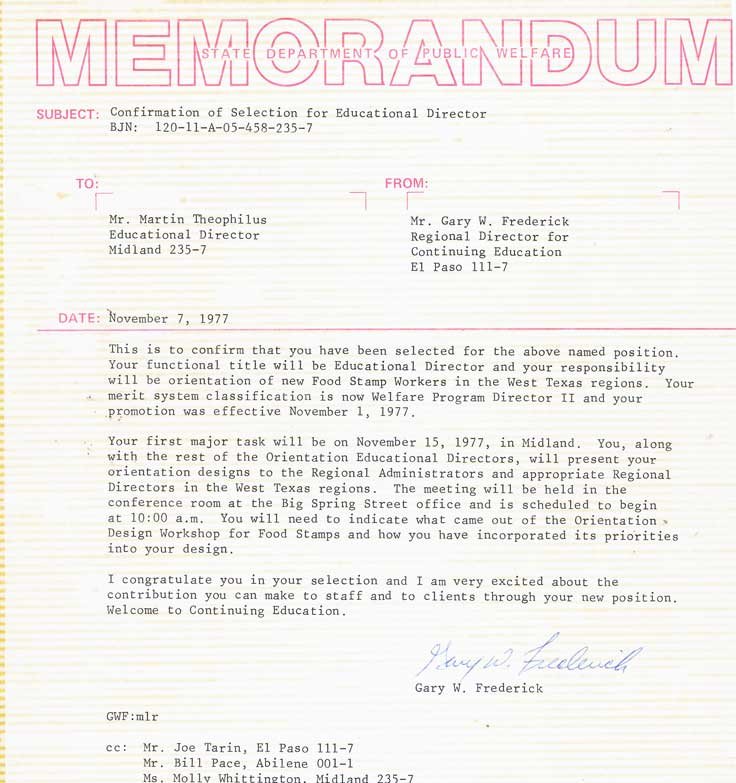 MEMORANDUM
STATE DEPARTMENT OF PUBLIC WELFARE
SUBJECT: Confirmation of Selection for Educational Director
BJN: 120-11-A-05-458-235-7
TO:
Mr. Martin Theophilus
Educational Director
Midland 235-7
FROM:
Mr. Gary W. Frederick
Regional Director for
Continuing Education
El Paso 111-7
DATE: November 7, 1977
This is to confirm that you have been selected for the above named position.
Your functional title will be Educational Director and your responsibility
will be orientation of new Food Stamp Workers in the West Texas regions. Your
merit system classification is now Welfare Program Director II and your
promotion was effective November 1, 1977.
Your first major task will be on November 15, 1977, in Midland. You, along
with the rest of the Orientation Educational Directors, will present your
orientation designs to the Regional Administrators and appropriate Regional
Directors in the West Texas regions. The meeting will be held in the
conference room at the Big Spring Street office and is scheduled to begin
at 10:00 a.m. You will need to indicate what came out of the Orientation
Design Workshop for Food Stamps and how you have incorporated its priorities
into your design.
I congratulate you in your selection and I am very excited about the
contribution you can make to staff and to clients through your new position.
Welcome to Continuing Education.
Gary W. Frederick
Gary W. Frederick
GWF:mlr
cc: Mr. Joe Tarin, El Paso 111-7
Mr. Bill Pace, Abilene 001-1
Ms. Molly Whittington, Midland 235-7